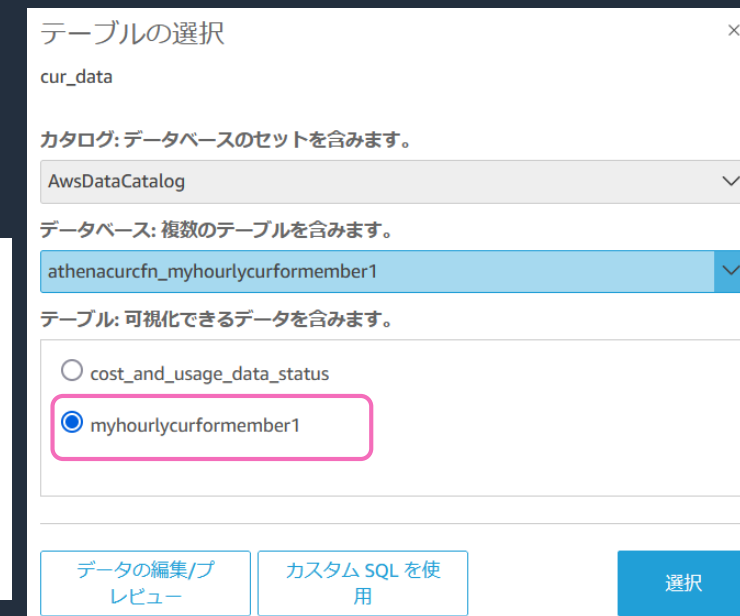 テーブルの選択
×
cur_data
カタログ: データベースのセットを含みます。
AwsDataCatalog
データベース: 複数のテーブルを含みます。
athenacurcfn_myhourlycurformember1
テーブル: 可視化できるデータを含みます。
cost_and_usage_data_status
myhourlycurformember1
データの編集/プ
レビュー
カスタム SQL を使
用
選択